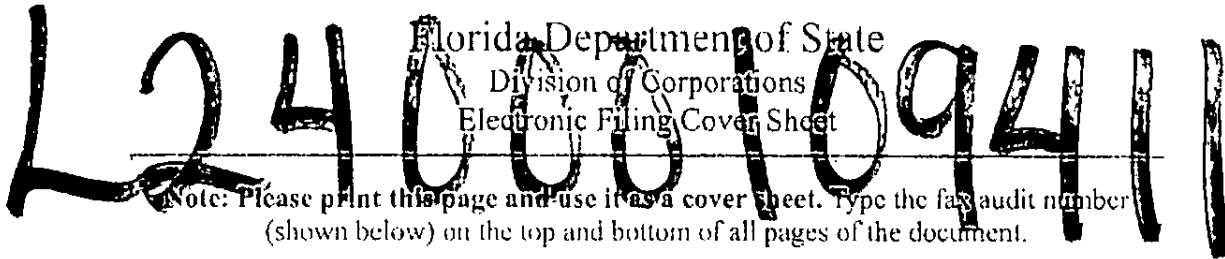 L24000109411
Florida Department of State
Division of Corporations
Electronic Filing Cover Sheet
Note: Please print this page and use it as a cover sheet. Type the fax audit number
(shown below) on the top and bottom of all pages of the document.